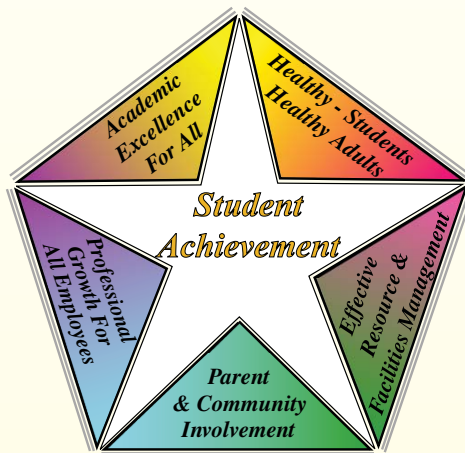 Academic
Excellence
For All
Healthy - Students
Healthy Adults
Student
Achievement
Professional
Growth For
All Employees
Effective
Resource &
Facilities Management
Parent
& Community
Involvement